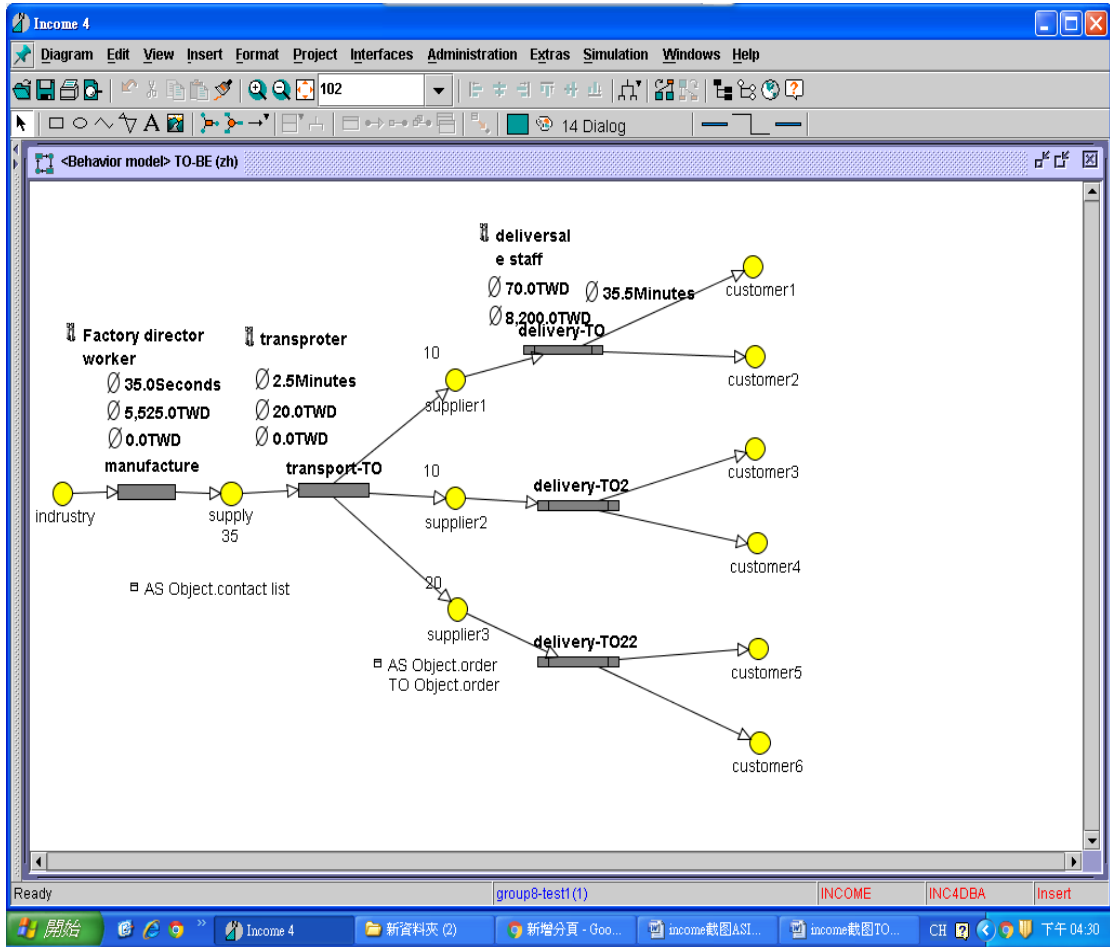 Income 4
Diagram Edit View Insert Format Project Interfaces Administration Extras Simulation Windows Help
102
14 Dialog
<Behavior model> TO-BE (zh)
deliversal
e staff
Ø 70.0TWD Ø 35.5Minutes
Ø 8,200.0TWD
delivery-TO
customer1
customer2
Factory director
worker
Ø 35.0Seconds
Ø 5,525.0TWD
Ø 0.0TWD
manufacture
transproter
Ø 2.5Minutes
Ø 20.0TWD
Ø 0.0TWD
transport-TO
10
supplier1
10
supplier2
delivery-TO2
customer3
customer4
indrustry
supply
35
AS Object.contact list
20
supplier3
AS Object.order
TO Object.order
delivery-TO22
customer5
customer6
Ready group8-test1(1) INCOME INC4DBA Insert
開始 Income 4 新資料夾 (2) 新增分頁 - Goo... income截图ASI... income截图TO... CH 下午 04:30